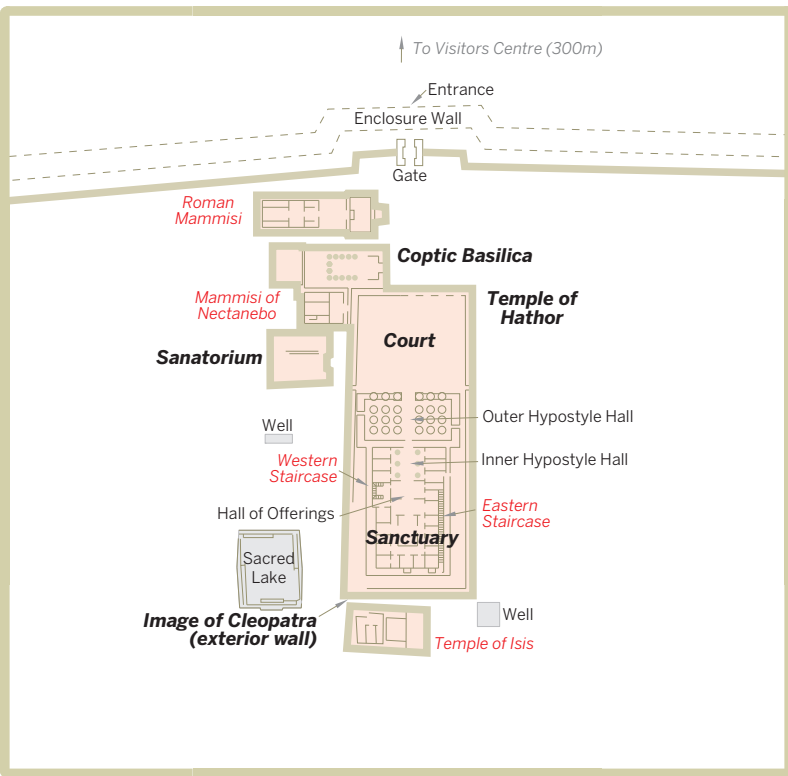 To Visitors Centre (300m)
Entrance
Enclosure Wall
Gate
Roman
Mammisi
Coptic Basilica
Mammisi of
Nectanebo
Temple of
Hathor
Court
Sanatorium
Outer Hypostyle Hall
Well
Western
Staircase
Inner Hypostyle Hall
Hall of Offerings
Eastern
Staircase
Sanctuary
Sacred
Lake
Image of Cleopatra
(exterior wall)
Well
Temple of Isis